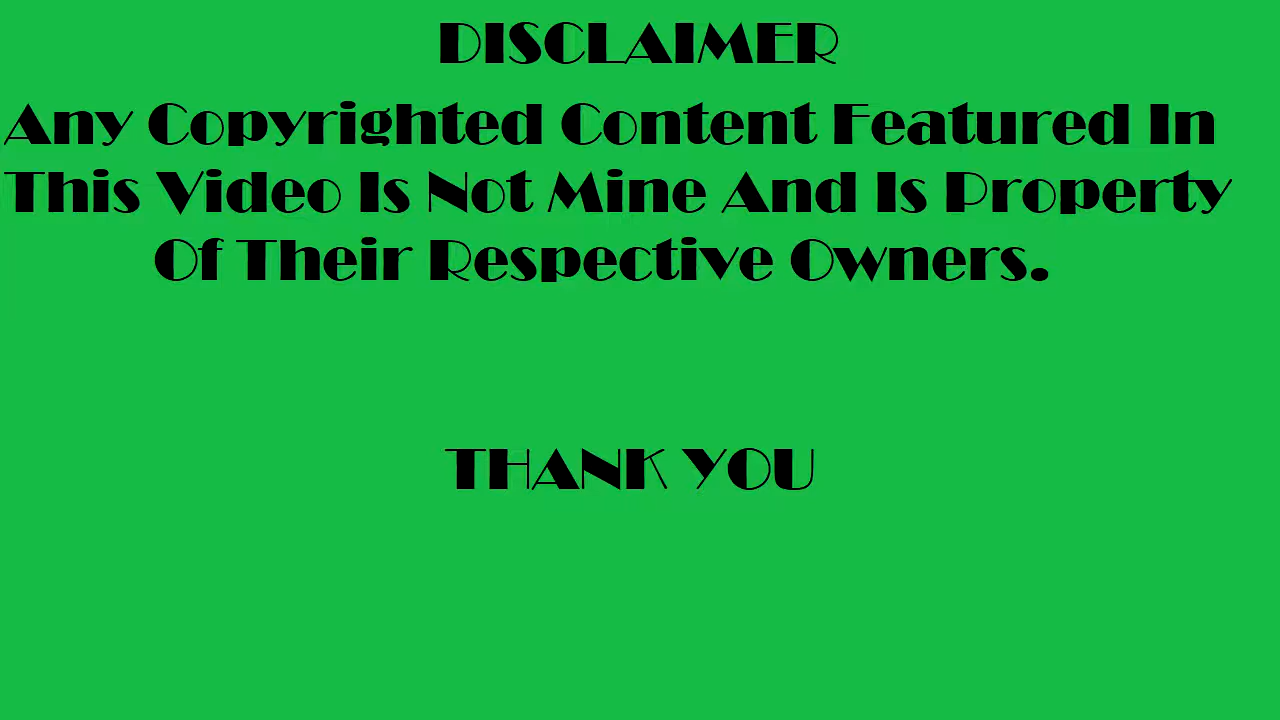 DISCLAIMER
Any Copyrighted Content Featured In
This Video Is Not Mine And Is Property
Of Their Respective Owners.
THANK YOU